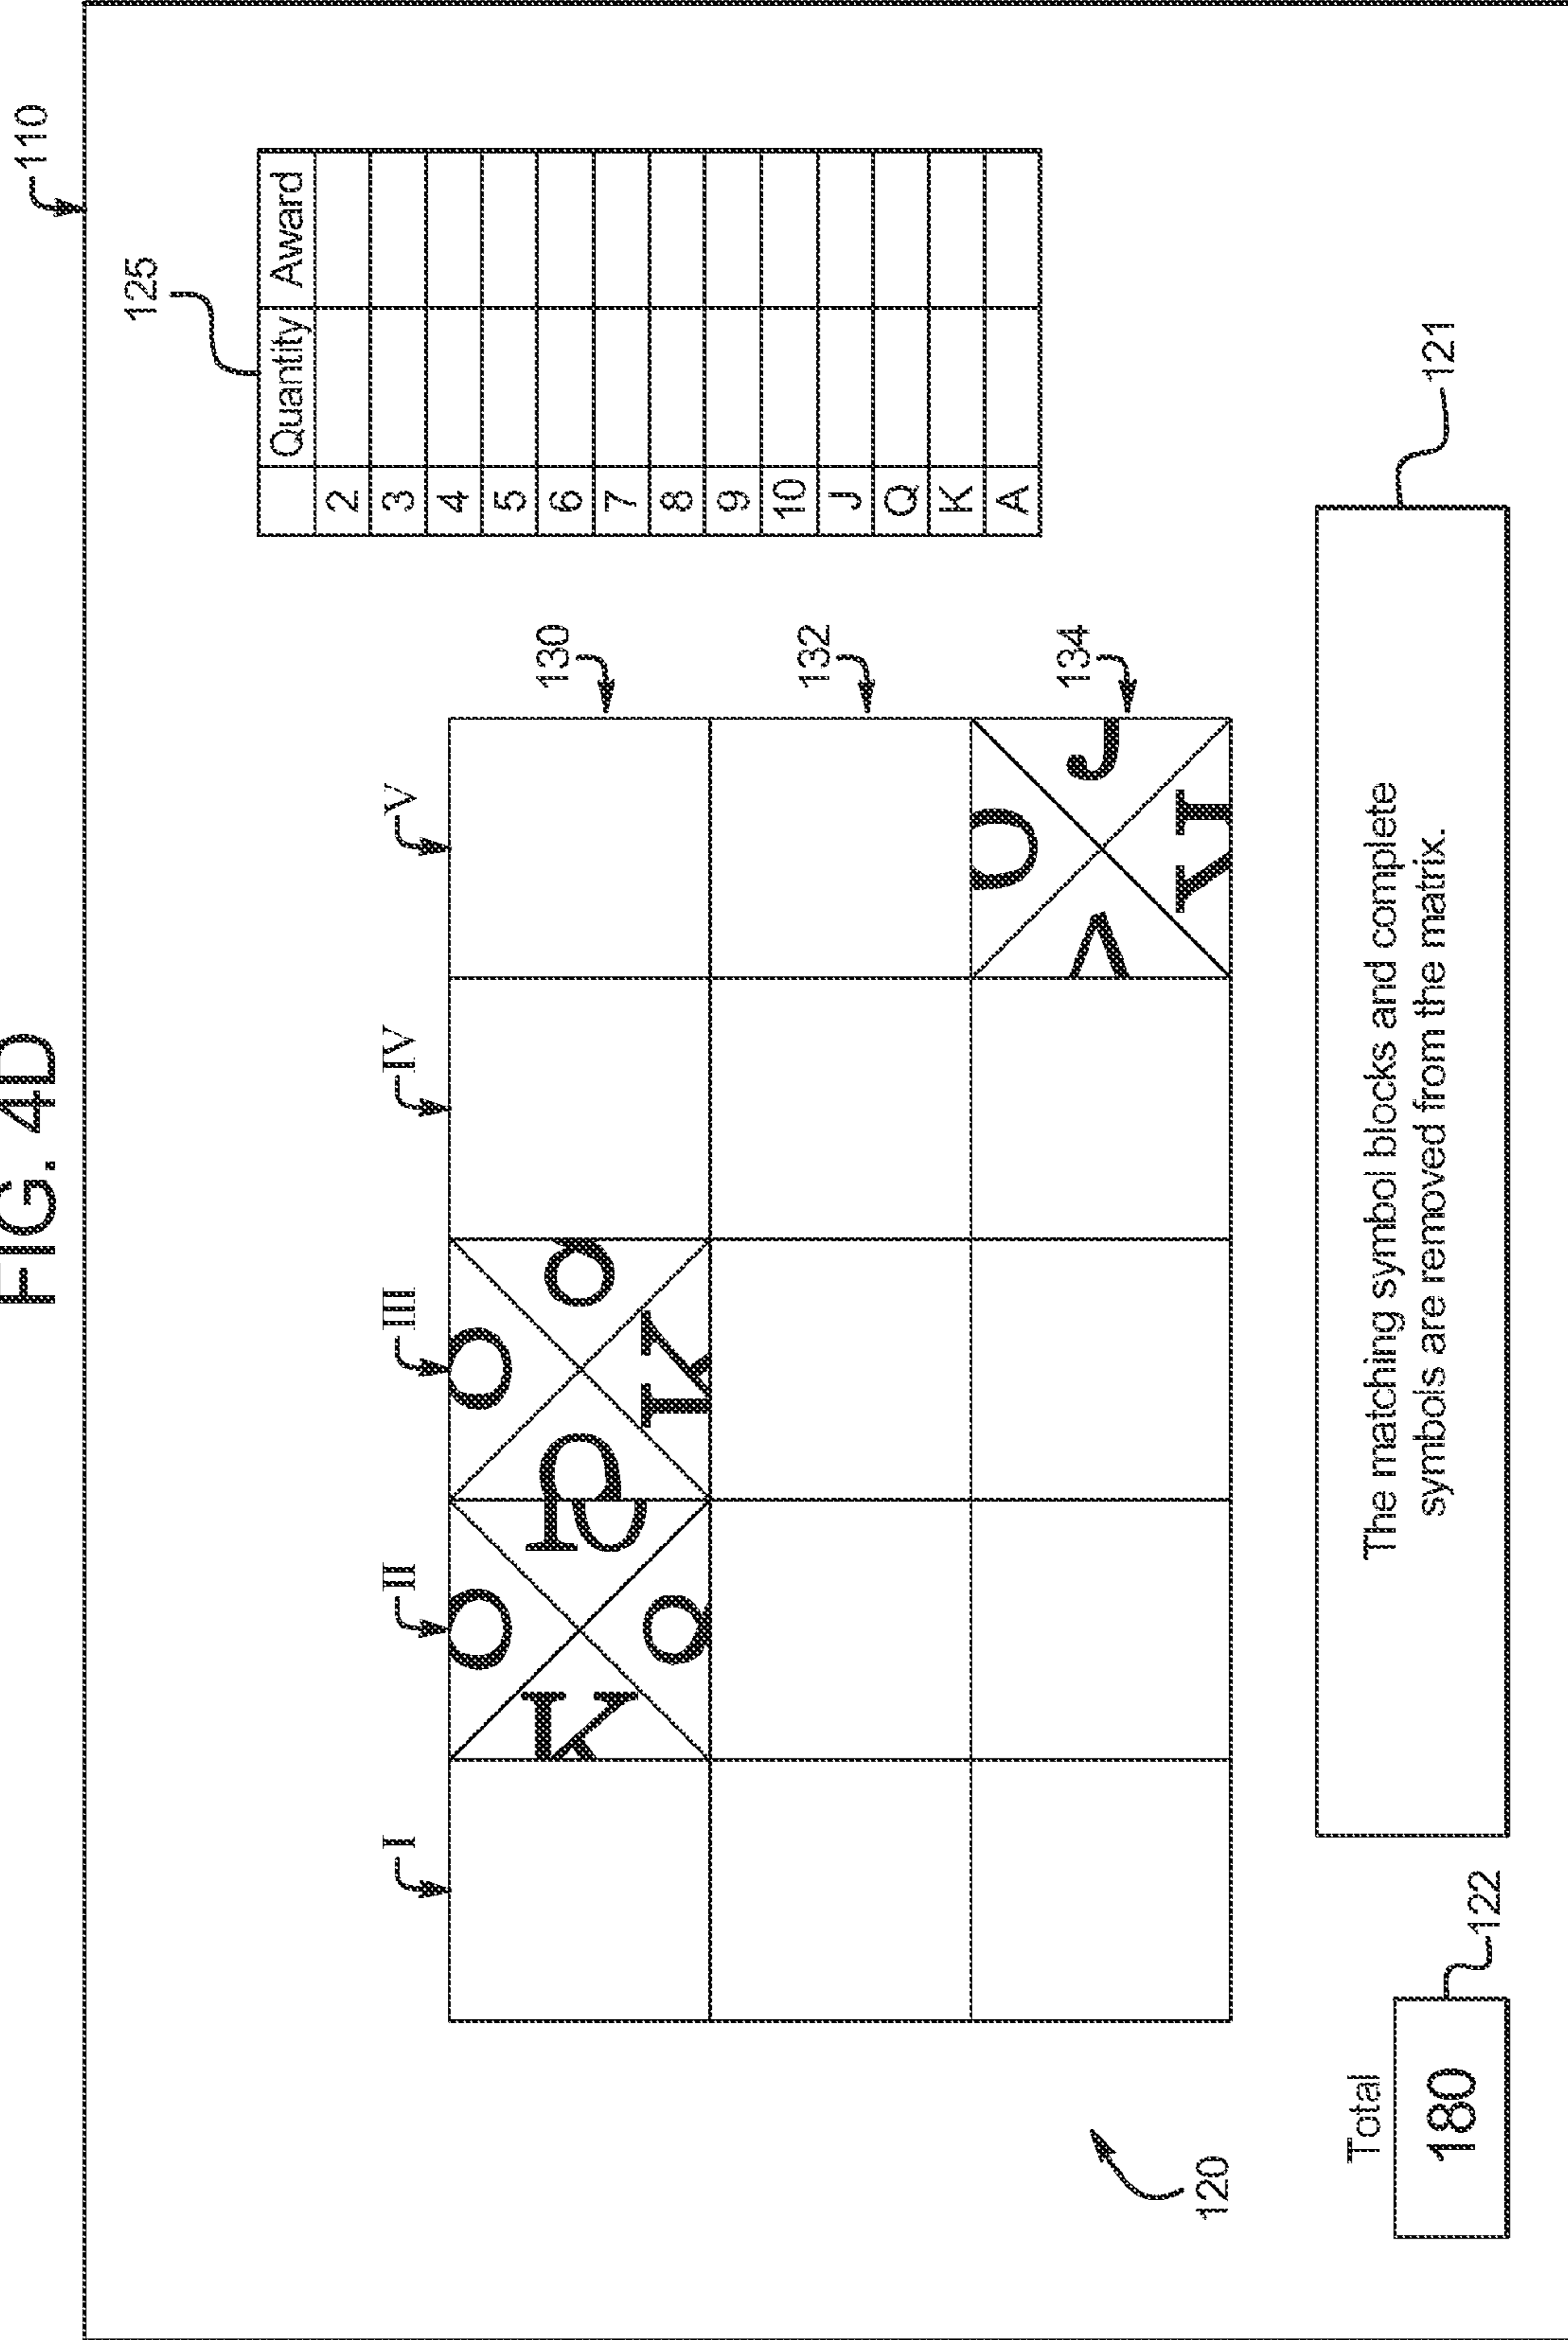 FIG. 4D
110
125
Quantity Award
2
3
4
5
6
7
8
9
10
J
Q
K
A
I II III IV V
130
132
134
K
J
120
Total
180
122
The matching symbol blocks and complete
symbols are removed from the matrix.
121